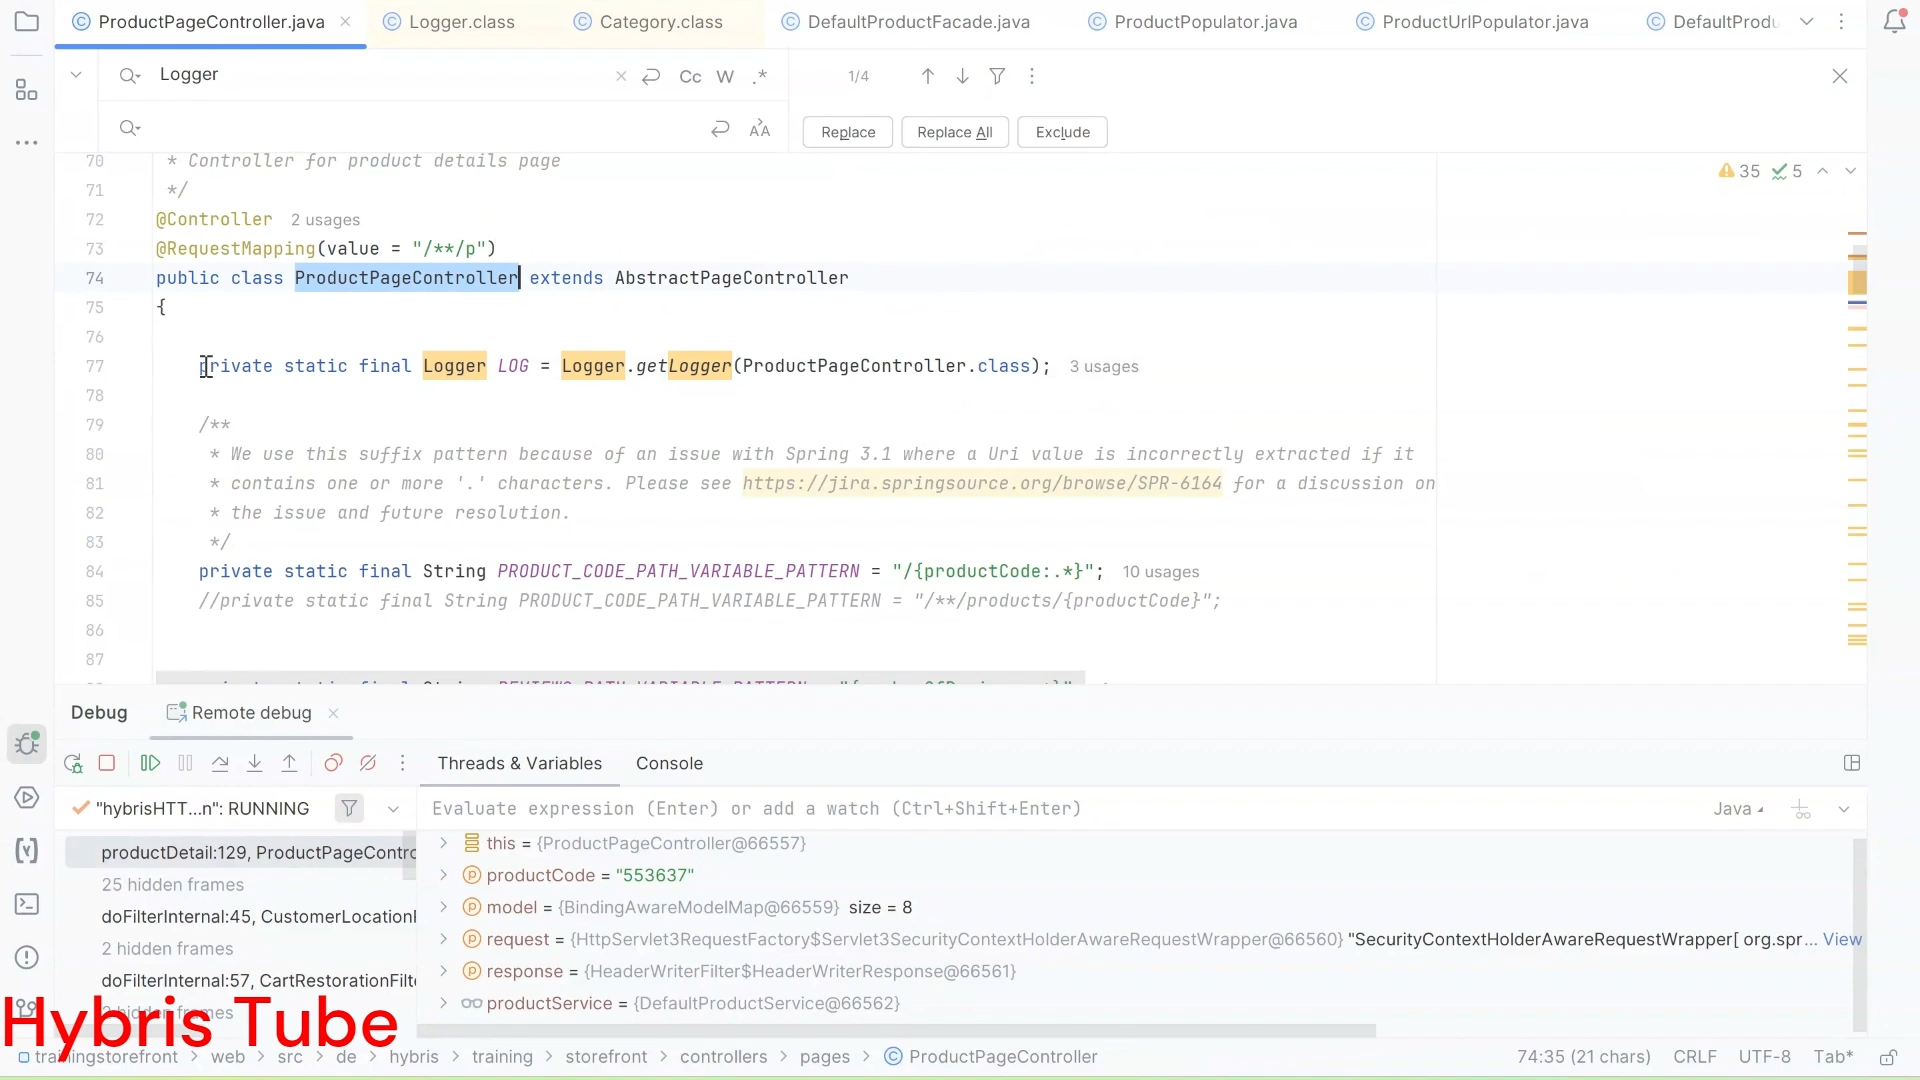 ProductPageController.java
Logger.class
Category.class
DefaultProductFacade.java
ProductPopulator.java
ProductUrlPopulator.java
DefaultProdu
Logger
Cc W .*
1/4
Replace
Replace All
Exclude
35 5
70 * Controller for product details page
71 */
72 @Controller 2 usages
73 @RequestMapping(value = "/**/p")
74 public class ProductPageController extends AbstractPageController
75 {
76
77 private static final Logger LOG = Logger.getLogger(ProductPageController.class); 3 usages
78
79 /**
80 * We use this suffix pattern because of an issue with Spring 3.1 where a Uri value is incorrectly extracted if it
81 * contains one or more '.' characters. Please see https://jira.springsource.org/browse/SPR-6164 for a discussion on
82 * the issue and future resolution.
83 */
84 private static final String PRODUCT_CODE_PATH_VARIABLE_PATTERN = "/{productCode:.*}"; 10 usages
85 //private static final String PRODUCT_CODE_PATH_VARIABLE_PATTERN = "/**/products/{productCode}";
86
87
Debug
Remote debug
Threads & Variables
Console
"hybrisHTT...n": RUNNING
Evaluate expression (Enter) or add a watch (Ctrl+Shift+Enter)
Java
productDetail:129, ProductPageContro
25 hidden frames
doFilterInternal:45, CustomerLocation
2 hidden frames
doFilterInternal:57, CartRestorationFilte
hidden frames
this = {ProductPageController@66557}
productCode = "553637"
model = {BindingAwareModelMap@66559} size = 8
request = {HttpServlet3RequestFactory$Servlet3SecurityContextHolderAwareRequestWrapper@66560} "SecurityContextHolderAwareRequestWrapper[ org.spr... View
response = {HeaderWriterFilter$HeaderWriterResponse@66561}
productService = {DefaultProductService@66562}
Hybris Tube
trainingstorefront > web > src > de > hybris > training > storefront > controllers > pages > ProductPageController
74:35 (21 chars) CRLF UTF-8 Tab*